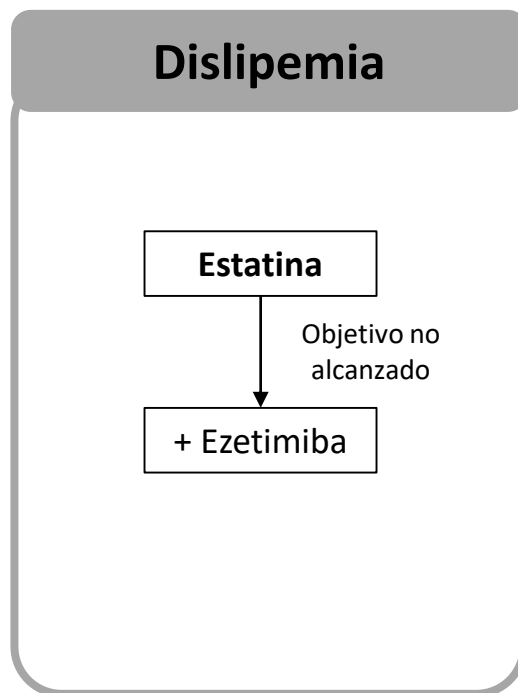 Dislipemia
Estatina
Objetivo no
alcanzado
+ Ezetimiba